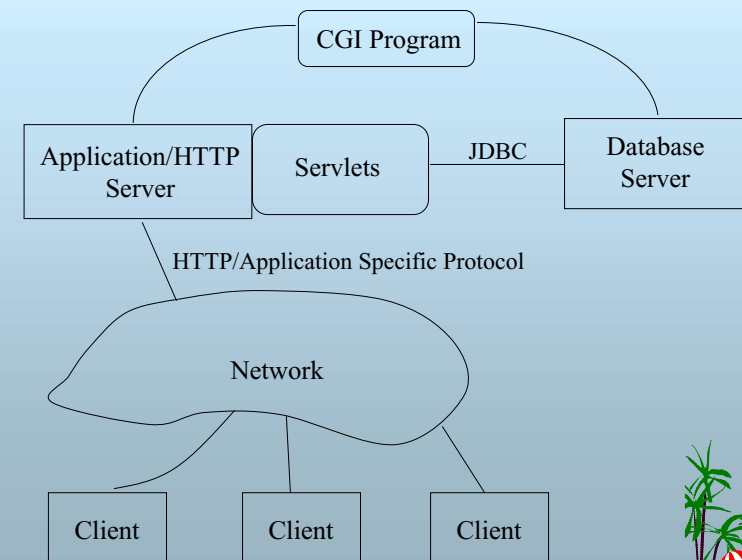 CGI Program
Application/HTTP
Server
Servlets
JDBC
Database
Server
HTTP/Application Specific Protocol
Network
Client
Client
Client